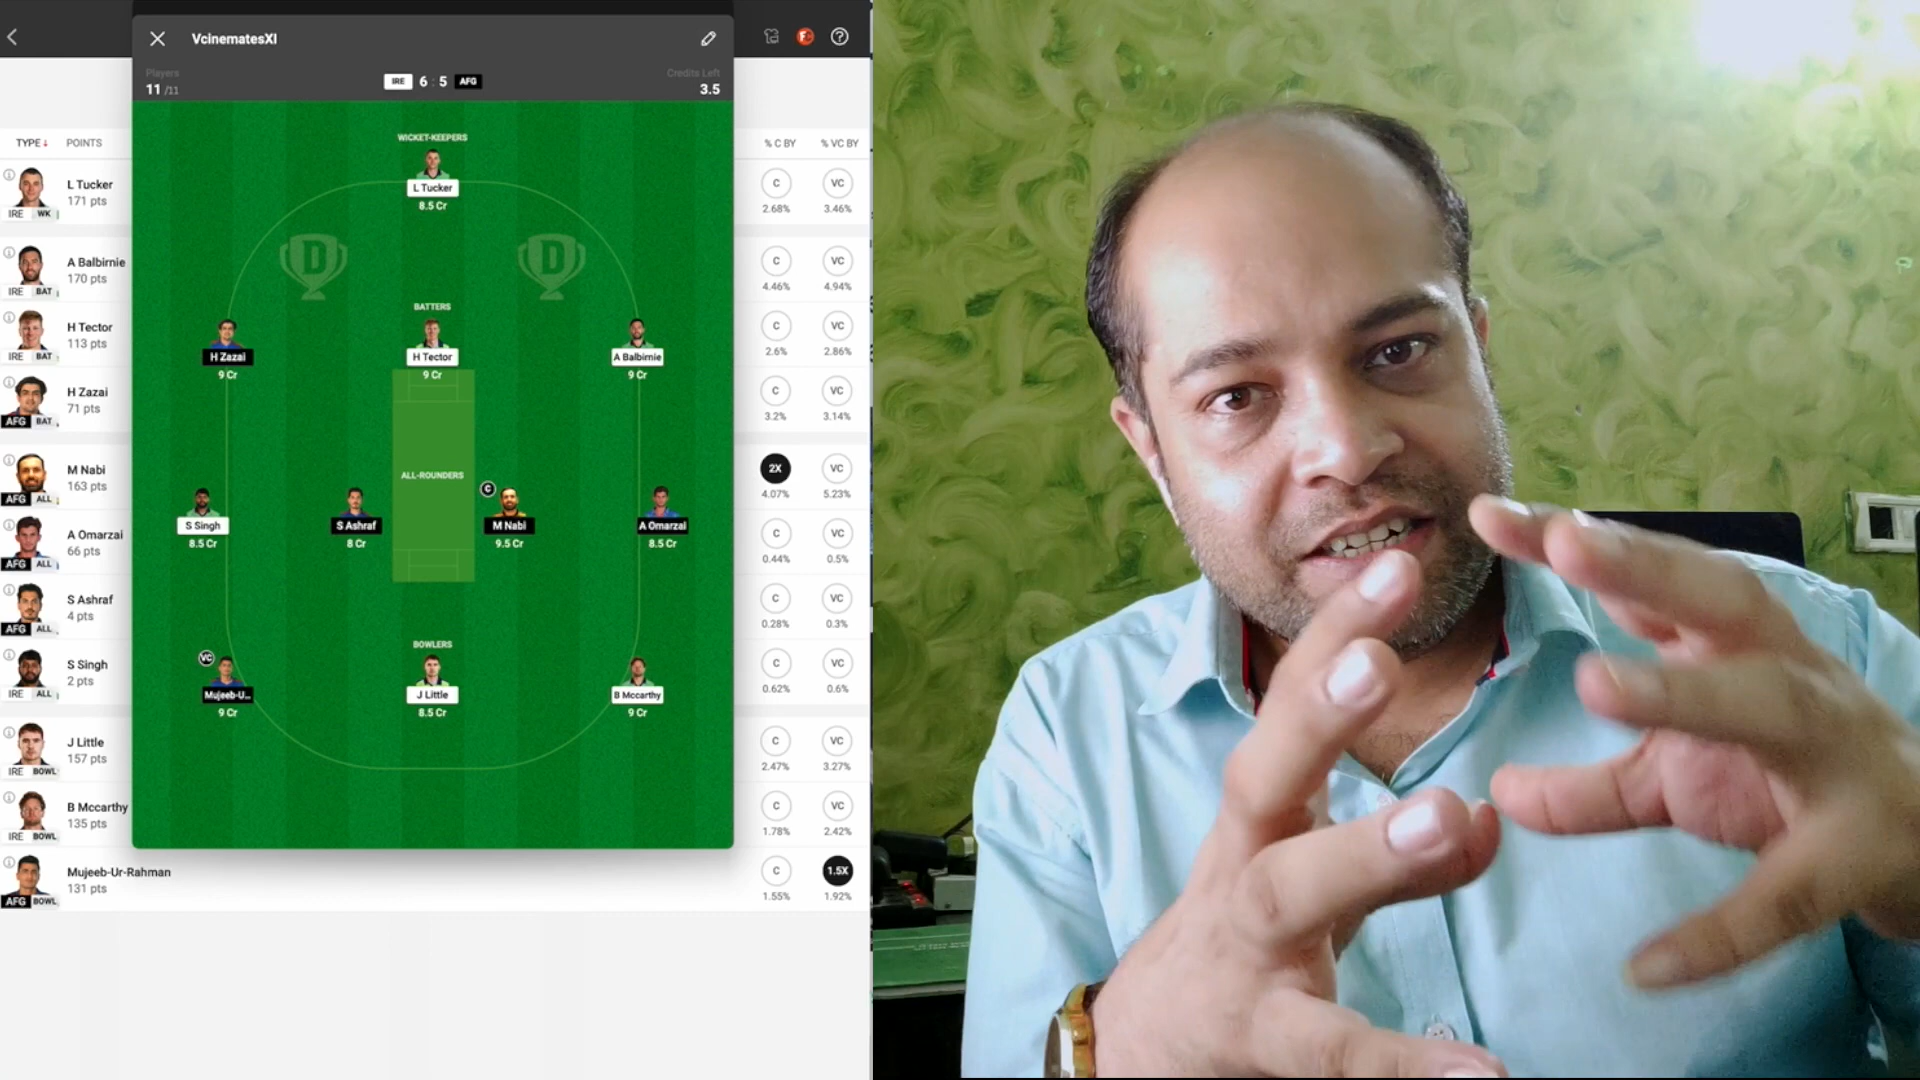 VcinematesXI
Players
11 /11
IRE 6 : 5 AFG
Credits Left
3.5
TYPE POINTS
% C BY % VC BY
L Tucker
171 pts
IRE WK
C VC
2.68% 3.46%
A Balbirnie
170 pts
IRE BAT
C VC
4.46% 4.94%
H Tector
113 pts
IRE BAT
C VC
2.6% 2.86%
H Zazai
71 pts
AFG BAT
C VC
3.2% 3.14%
M Nabi
163 pts
AFG ALL
2X VC
4.07% 5.23%
A Omarzai
66 pts
AFG ALL
C VC
0.44% 0.5%
S Ashraf
4 pts
AFG ALL
C VC
0.28% 0.3%
S Singh
2 pts
IRE ALL
C VC
0.62% 0.6%
J Little
157 pts
IRE BOWL
C VC
2.47% 3.27%
B Mccarthy
135 pts
IRE BOWL
C VC
1.78% 2.42%
Mujeeb-Ur-Rahman
131 pts
AFG BOWL
C 1.5X
1.55% 1.92%
WICKET-KEEPERS
L Tucker
8.5 Cr
D D
BATTERS
H Zazai H Tector A Balbirnie
9 Cr 9 Cr 9 Cr
ALL-ROUNDERS
C
S Singh S Ashraf M Nabi A Omarzai
8.5 Cr 8 Cr 9.5 Cr 8.5 Cr
BOWLERS
VC
Mujeeb-U... J Little B Mccarthy
9 Cr 8.5 Cr 9 Cr